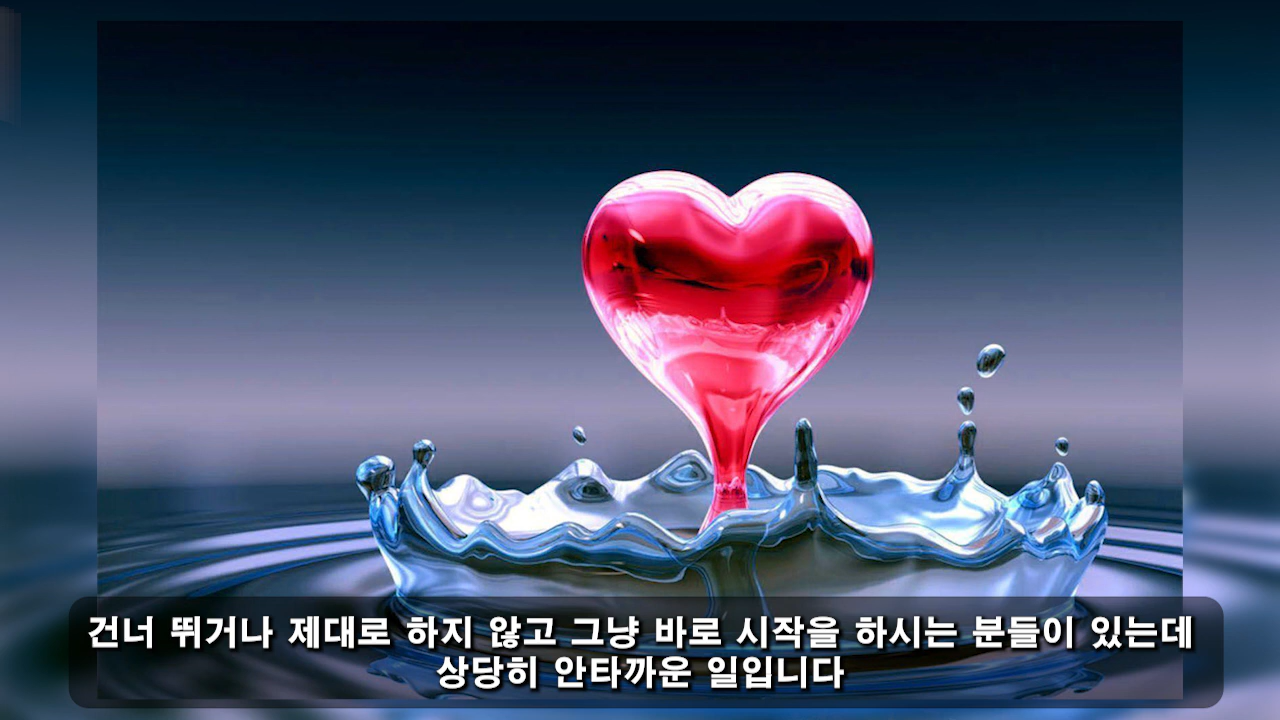 건너 뛰거나 제대로 하지 않고 그냥 바로 시작을 하시는 분들이 있는데
상당히 안타까운 일입니다